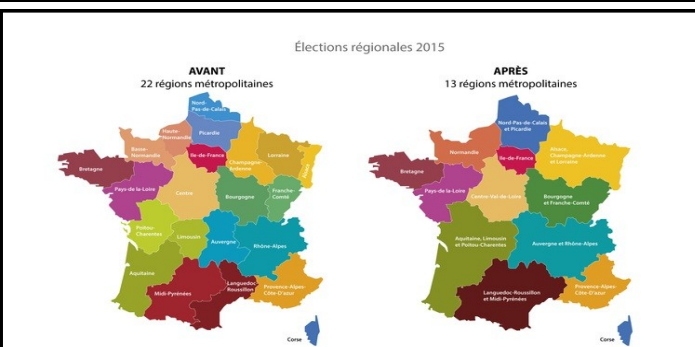 Élections régionales 2015
AVANT
22 régions métropolitaines
Nord-
Pas-de-Calais
Haute-
Normandie
Picardie
Basse-
Normandie
Ile-de-France
Champagne
Ardenne
Lorraine
Alsace
Bretagne
Pays-de-la-Loire
Centre
Bourgogne
Franche-
Comté
Poitou-
Charentes
Limousin
Auvergne
Rhône-Alpes
Aquitaine
Midi-Pyrénées
Languedoc
Roussillon
Provence-Alpes-
Côte-D'azur
Corse
APRÈS
13 régions métropolitaines
Nord-Pas-de-Calais
et Picardie
Normandie
Ile-de-France
Alsace,
Champagne-Ardenne
et Lorraine
Bretagne
Pays-de-la-Loire
Centre-Val-de-Loire
Bourgogne
et Franche-Comté
Aquitaine, Limousin
et Poitou-Charentes
Auvergne et Rhône-Alpes
Languedoc-Roussillon
et Midi-Pyrénées
Provence-Alpes-
Côte-D'azur
Corse